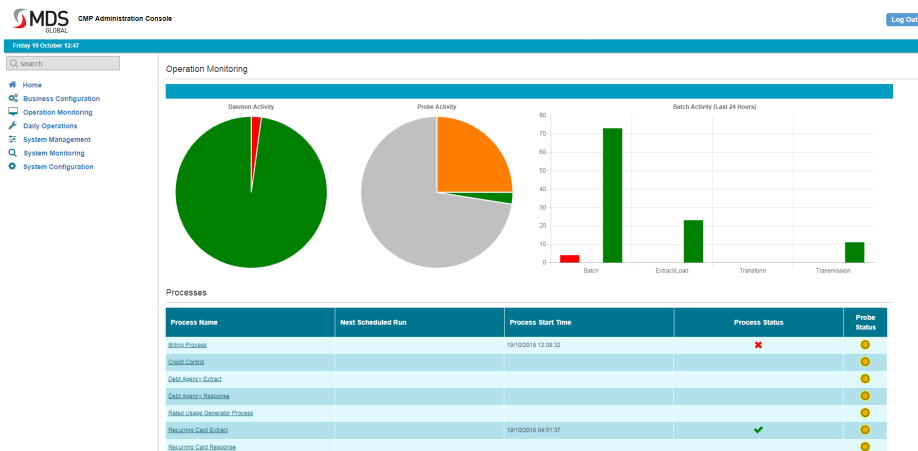 MDS
GLOBAL
CMP Administration Console
Log Out
Friday 19 October 12:47
search
Home
Business Configuration
Operation Monitoring
Daily Operations
System Management
System Monitoring
System Configuration
Operation Monitoring
Daemon Activity
Probe Activity
Batch Activity (Last 24 Hours)
80
70
60
50
40
30
20
10
0
Batch
Extract/Load
Transform
Transmission
Processes
Process Name Next Scheduled Run Process Start Time Process Status Probe Status
Billing Process 19/10/2018 12:09:32
Credit Control
Debt Agency Extract
Debt Agency Response
Rated Usage Generator Process
Recurring Card Extract 19/10/2018 04:51:37
Recurring Card Response